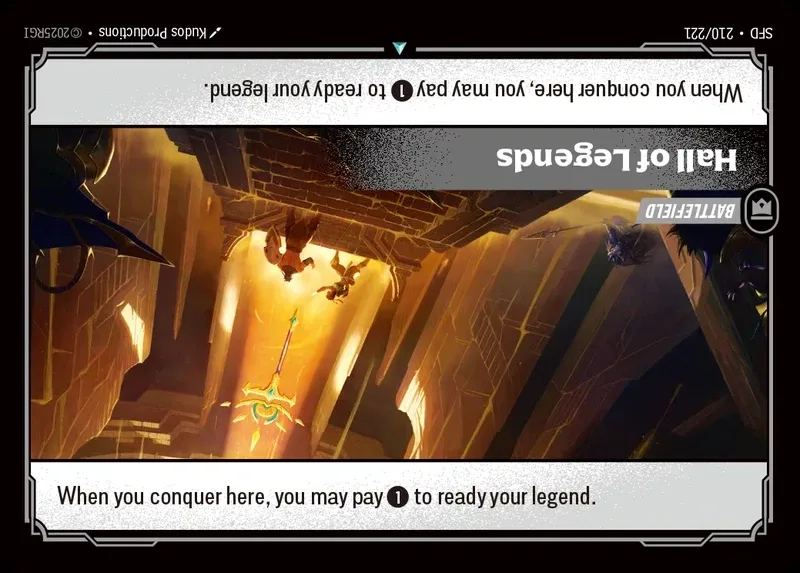 SFD • 210/221
Kudos Productions • ©2025RGI
When you conquer here, you may pay 1 to ready your legend.
Hall of Legends
BATTLEFIELD
When you conquer here, you may pay 1 to ready your legend.